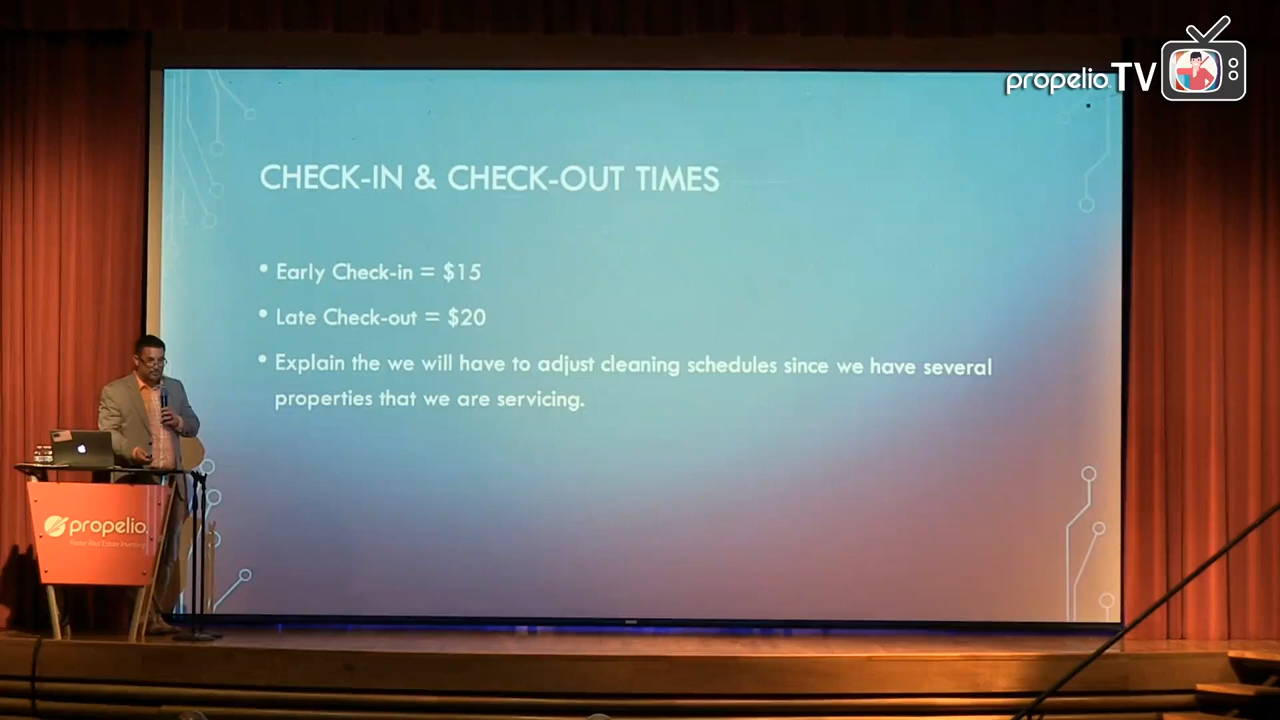 propelio TV
CHECK-IN & CHECK-OUT TIMES
• Early Check-in = $15
• Late Check-out = $20
• Explain the we will have to adjust cleaning schedules since we have several
properties that we are servicing.
propelio